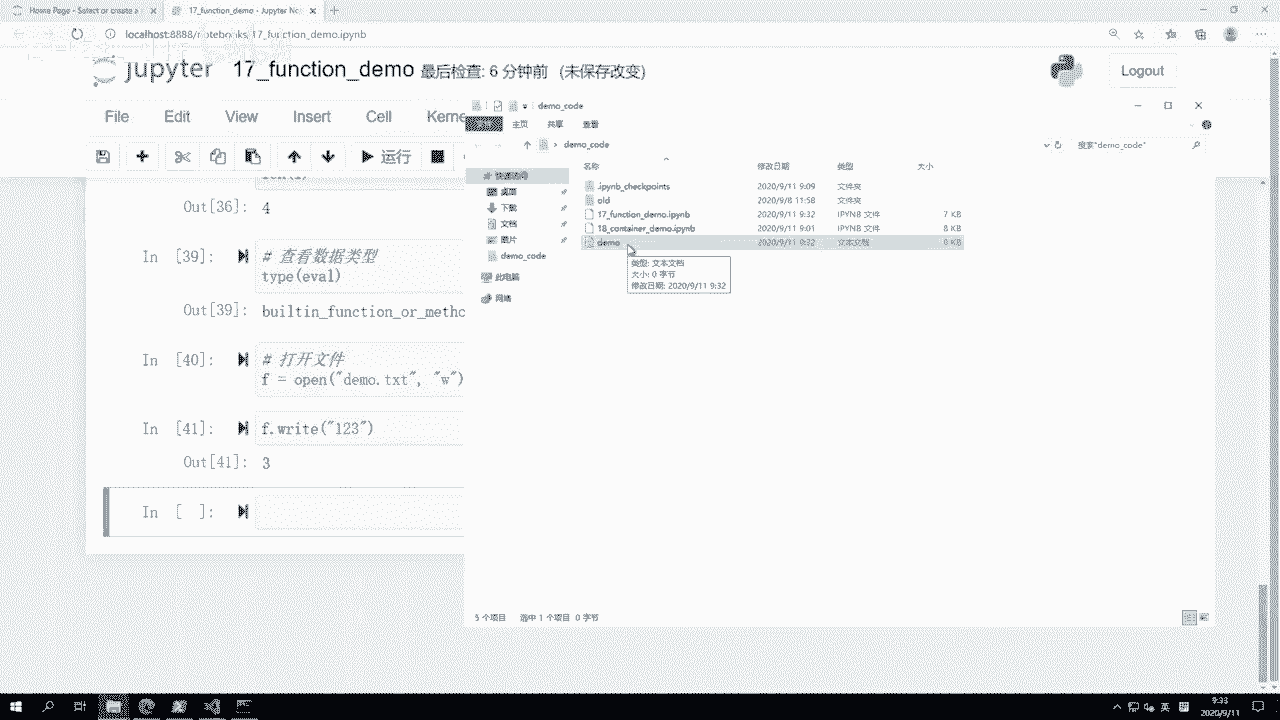 Home Page - Select or create a
17_function_demo - Jupyter No
localhost:8888/notebooks/17_function_demo.ipynb
jupyter 17_function_demo 最后检查: 6 分钟前 (未保存改变)
Logout
File Edit View Insert Cell Kerne
运行
Out[36]: 4
In [39]: # 查看数据类型
type(eval)
Out[39]: builtin_function_or_metho
In [40]: # 打开文件
f = open("demo.txt", "w")
In [41]: f.write("123")
Out[41]: 3
In [ ]:
demo_code
主页 共享 查看
demo_code
搜索"demo_code"
名称 修改日期 类型 大小
快速访问
桌面
下载
文档
图片
demo_code
此电脑
网络
.ipynb_checkpoints 2020/9/11 9:09 文件夹
old 2020/9/8 11:58 文件夹
17_function_demo.ipynb 2020/9/11 9:32 IPYNB 文件 7 KB
18_container_demo.ipynb 2020/9/11 9:01 IPYNB 文件 8 KB
demo 2020/9/11 9:32 文本文档 0 KB
类型: 文本文档
大小: 0 字节
修改日期: 2020/9/11 9:32
5 个项目 选中 1 个项目 0 字节
英
9:33
2020/9/11